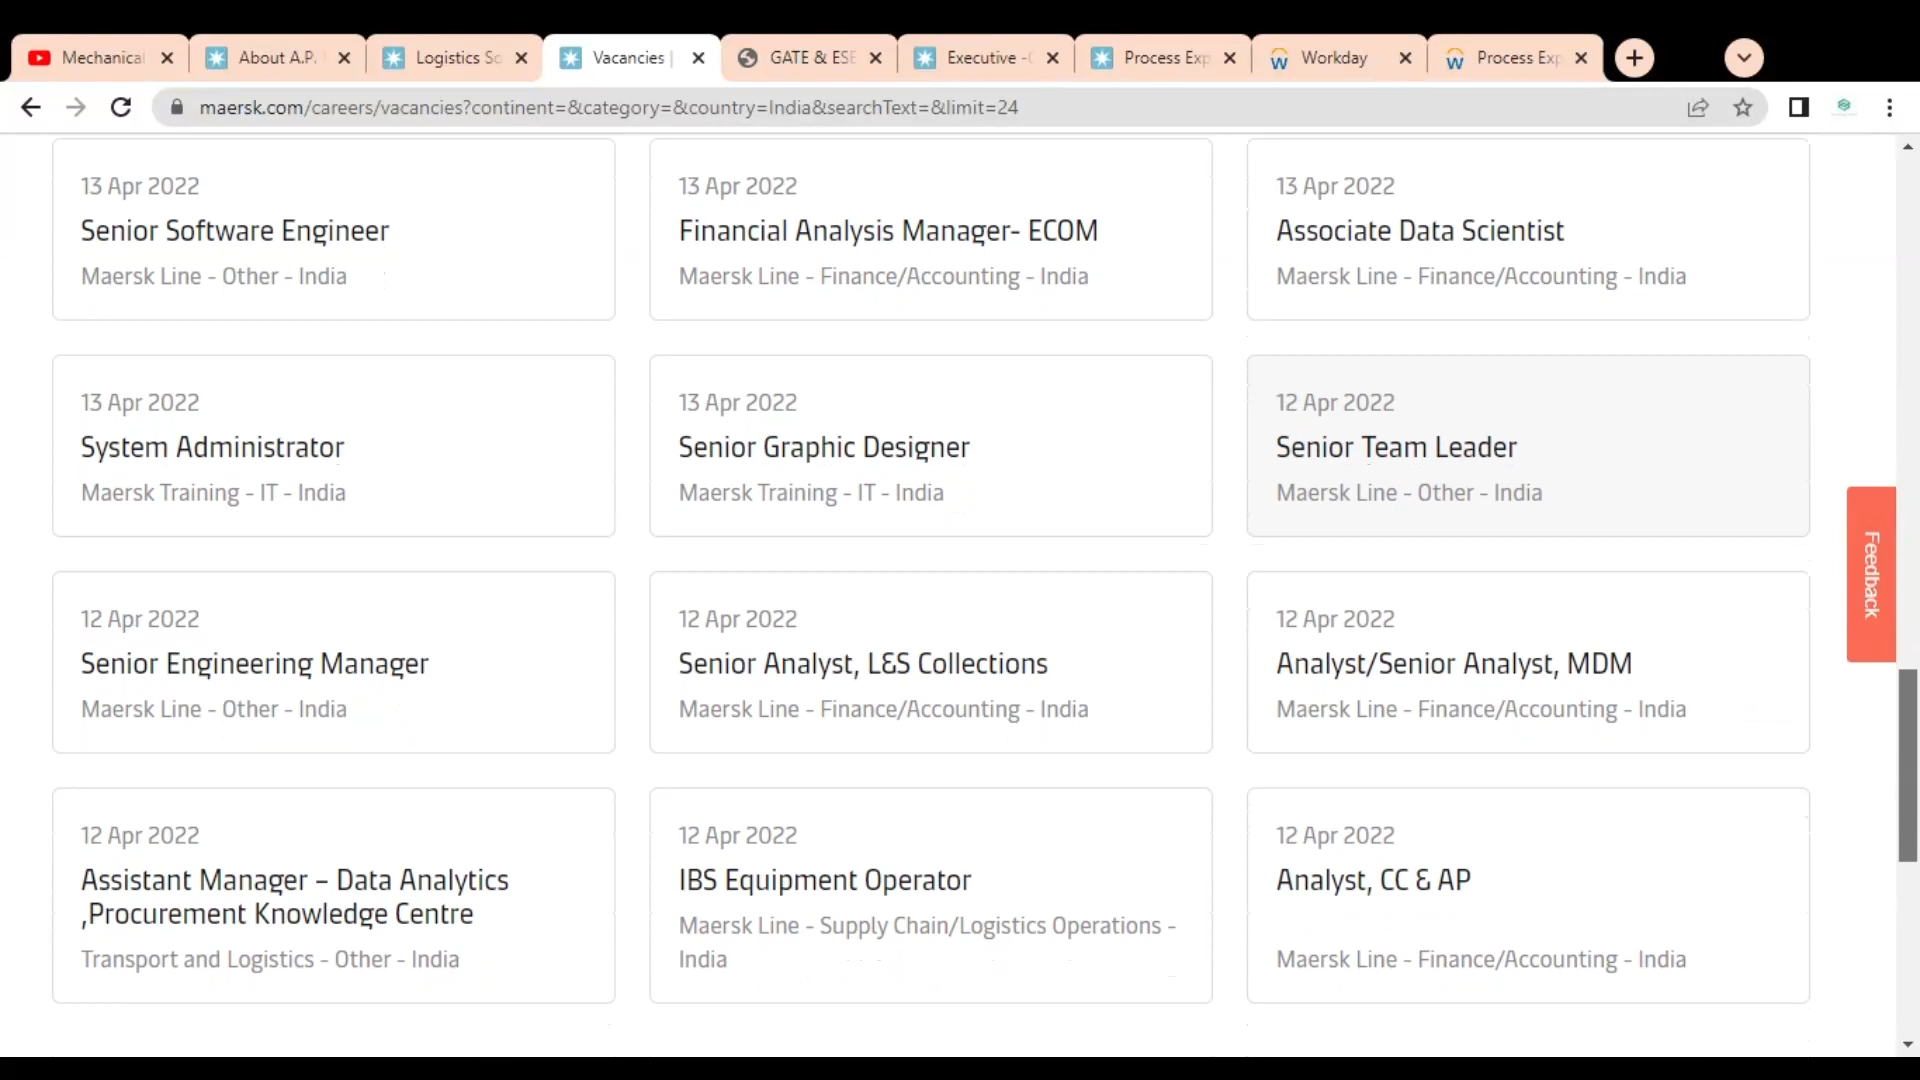 Mechanical
About A.P.
Logistics So
Vacancies |
GATE & ESE
Executive -
Process Exp
Workday
Process Exp
maersk.com/careers/vacancies?continent=&category=&country=India&searchText=&limit=24
13 Apr 2022
Senior Software Engineer
Maersk Line - Other - India
13 Apr 2022
Financial Analysis Manager- ECOM
Maersk Line - Finance/Accounting - India
13 Apr 2022
Associate Data Scientist
Maersk Line - Finance/Accounting - India
13 Apr 2022
System Administrator
Maersk Training - IT - India
13 Apr 2022
Senior Graphic Designer
Maersk Training - IT - India
12 Apr 2022
Senior Team Leader
Maersk Line - Other - India
12 Apr 2022
Senior Engineering Manager
Maersk Line - Other - India
12 Apr 2022
Senior Analyst, L&S Collections
Maersk Line - Finance/Accounting - India
12 Apr 2022
Analyst/Senior Analyst, MDM
Maersk Line - Finance/Accounting - India
12 Apr 2022
Assistant Manager – Data Analytics
,Procurement Knowledge Centre
Transport and Logistics - Other - India
12 Apr 2022
IBS Equipment Operator
Maersk Line - Supply Chain/Logistics Operations -
India
12 Apr 2022
Analyst, CC & AP
Maersk Line - Finance/Accounting - India
Feedback